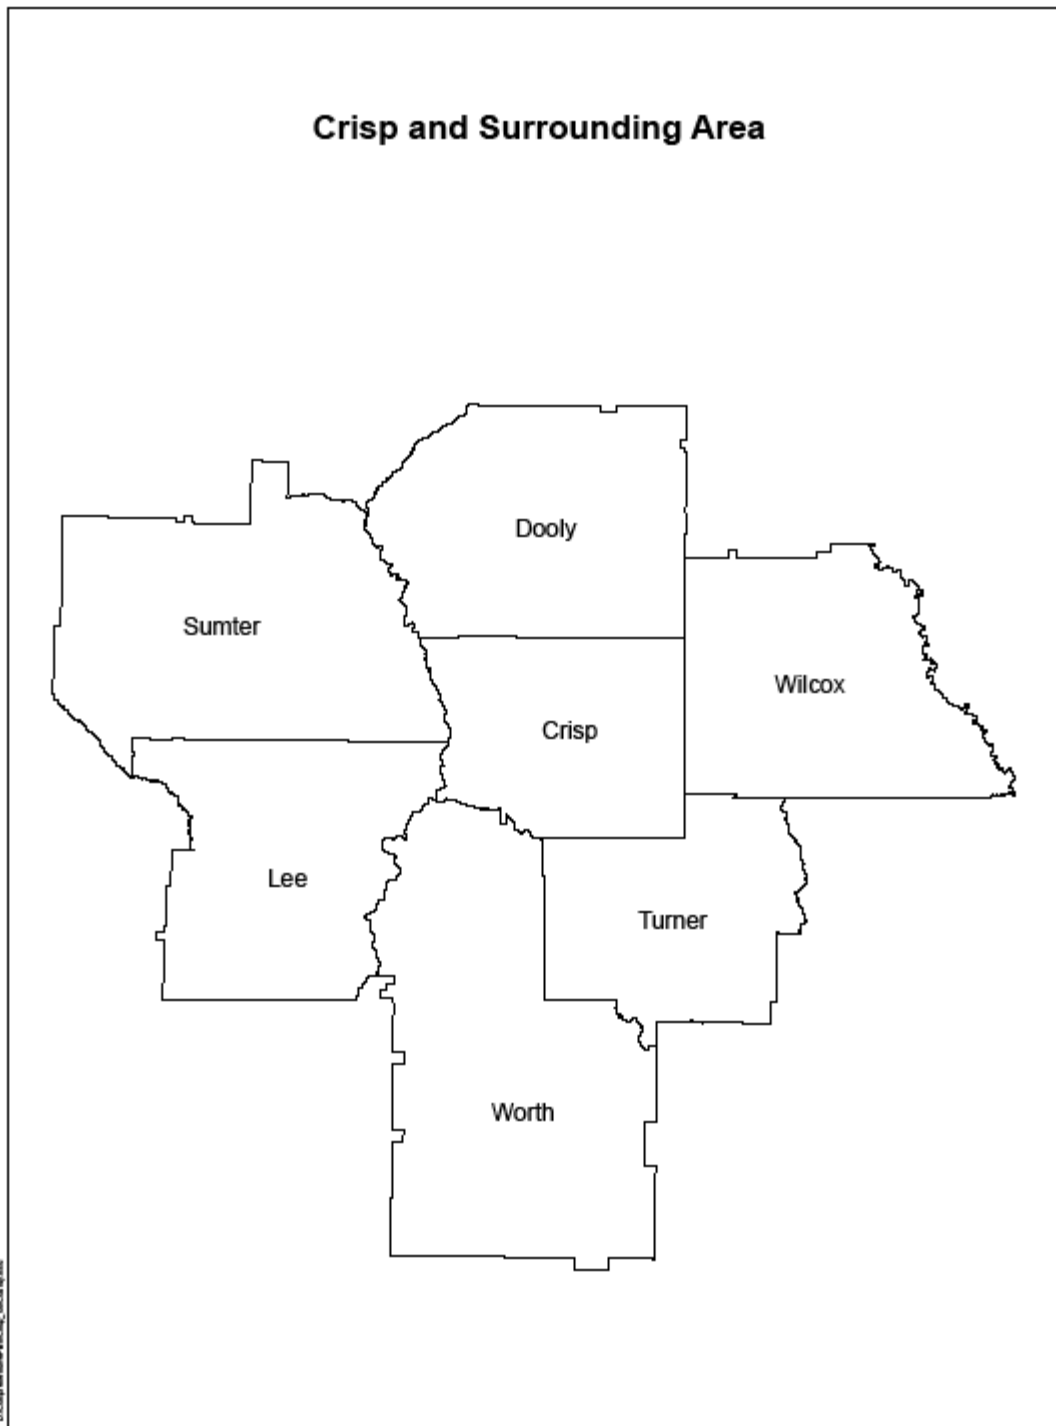 Crisp and Surrounding Area
Dooly
Sumter
Wilcox
Crisp
Lee
Turner
Worth